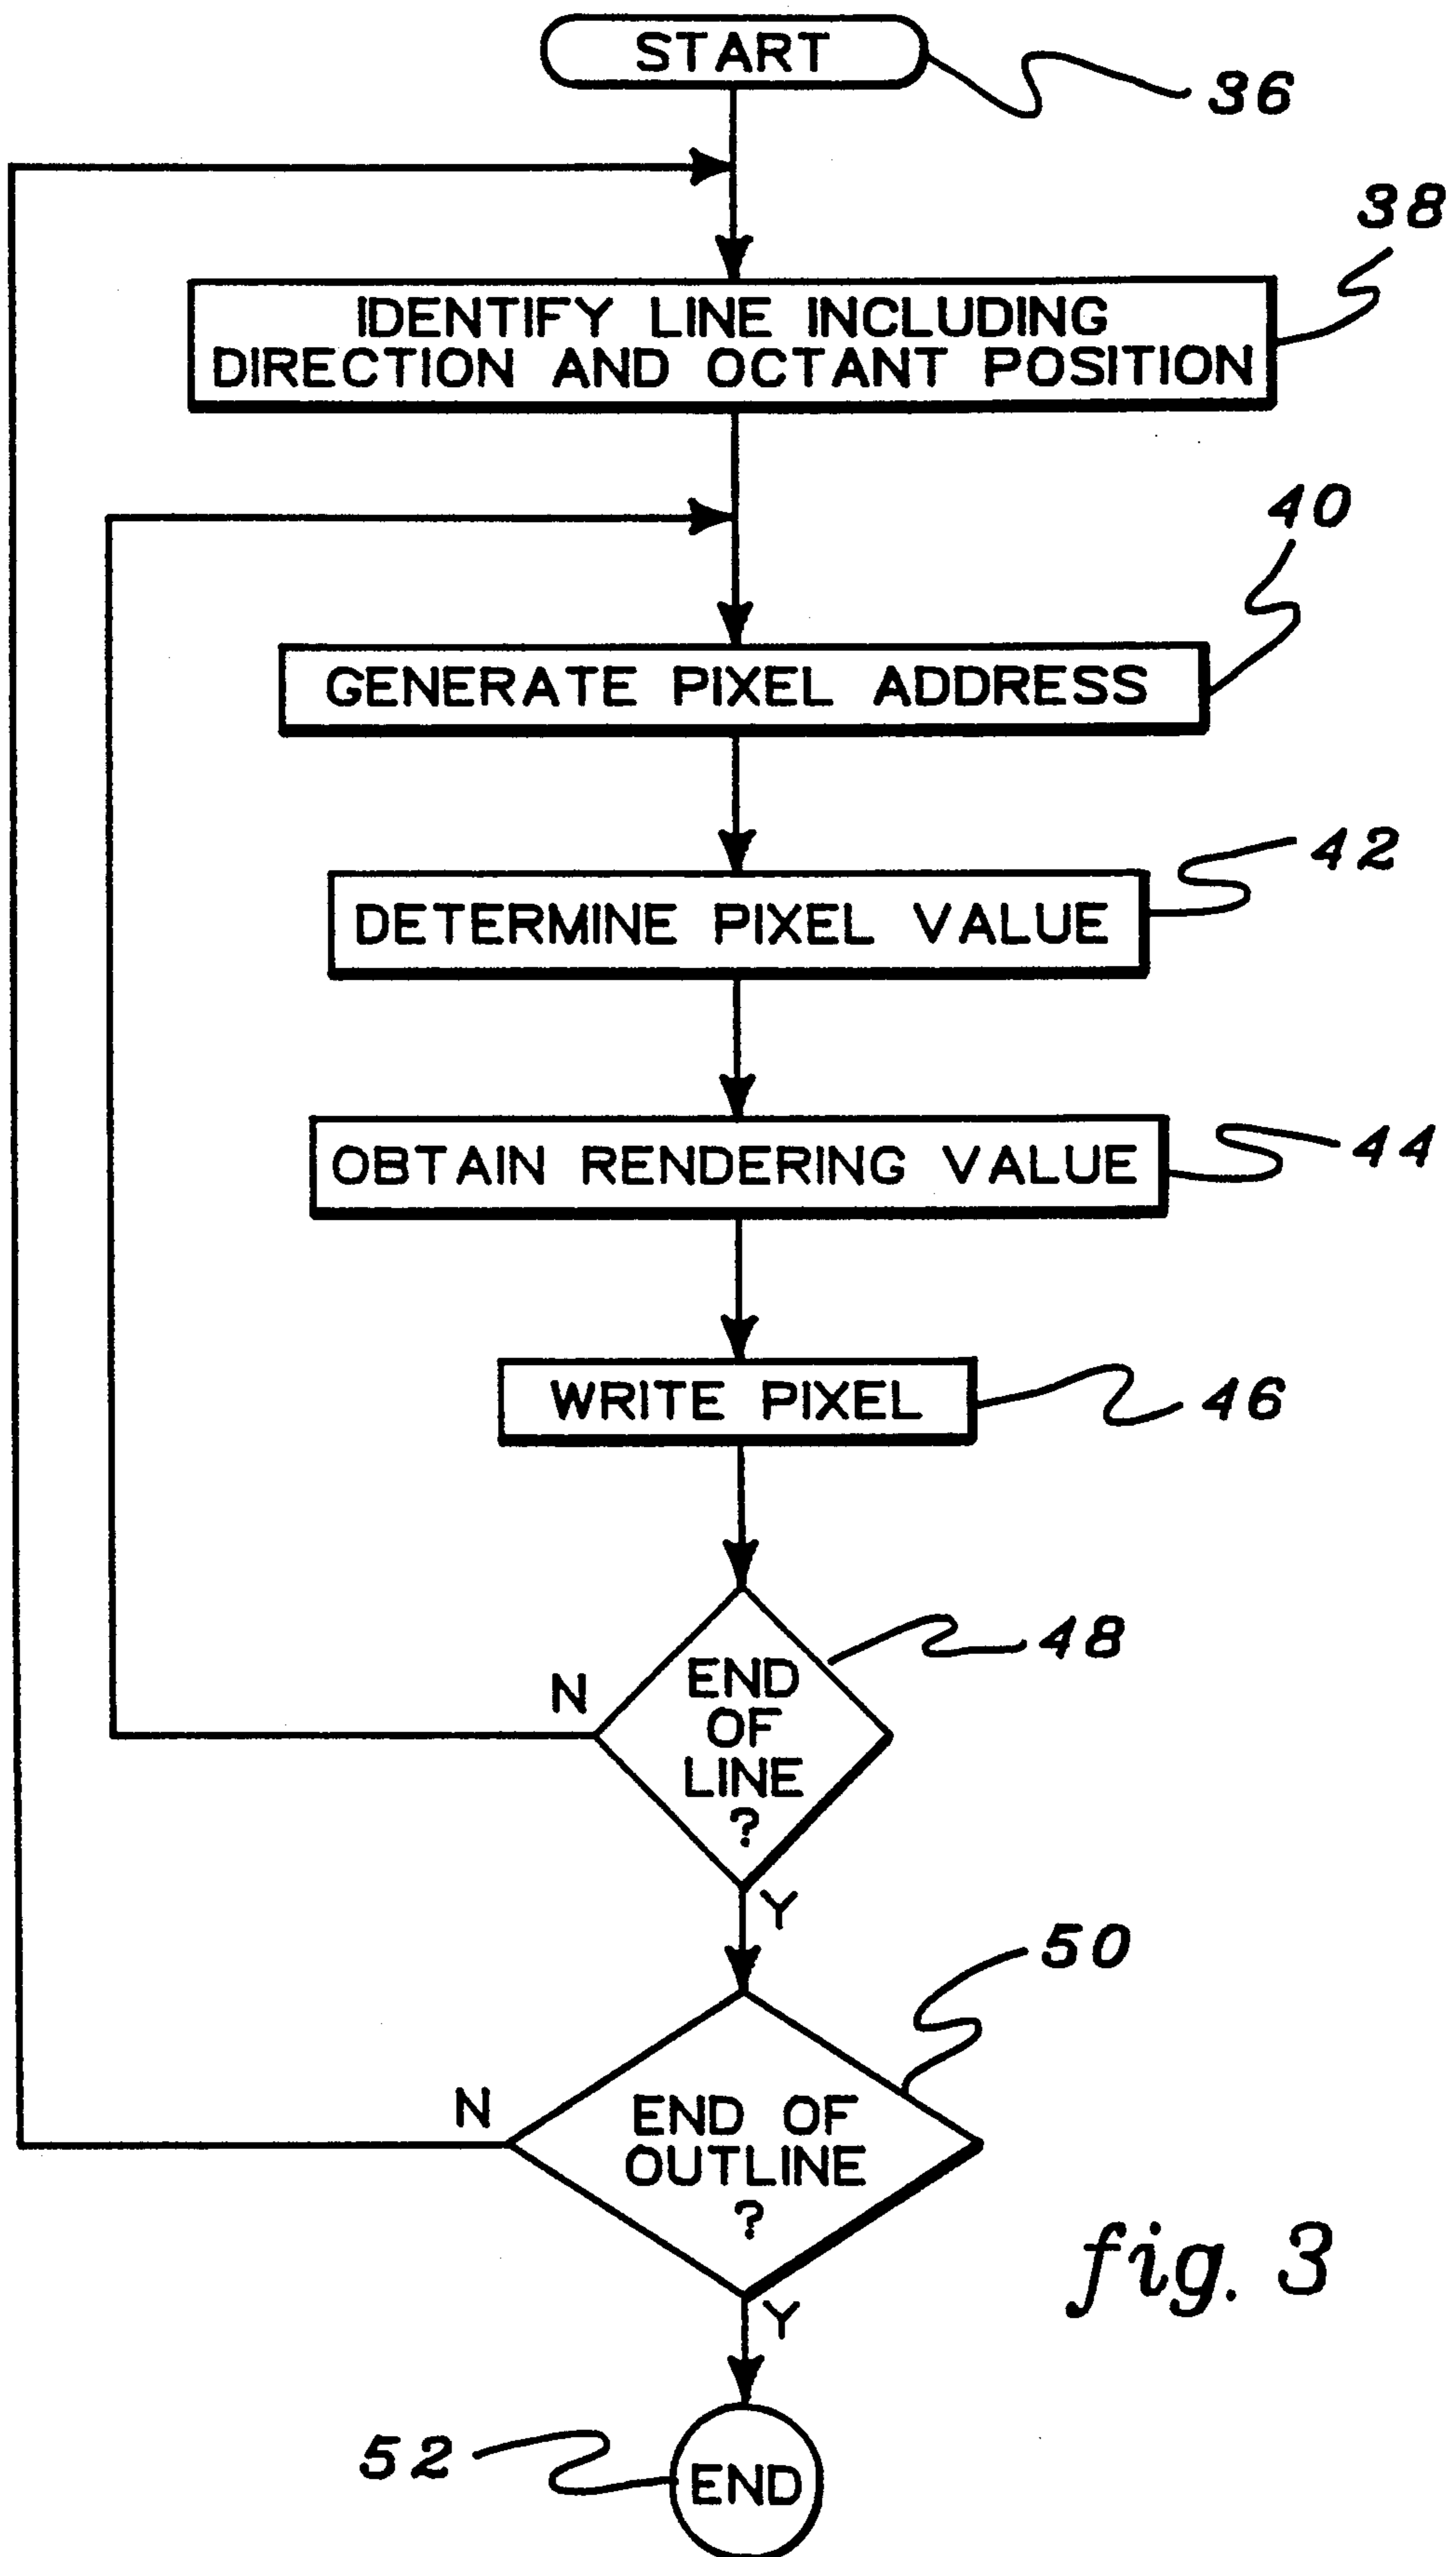 START
36
38
IDENTIFY LINE INCLUDING
DIRECTION AND OCTANT POSITION
40
GENERATE PIXEL ADDRESS
42
DETERMINE PIXEL VALUE
44
OBTAIN RENDERING VALUE
46
WRITE PIXEL
48
N
END
OF
LINE
?
Y
50
N
END OF
OUTLINE
?
fig. 3
Y
52
END